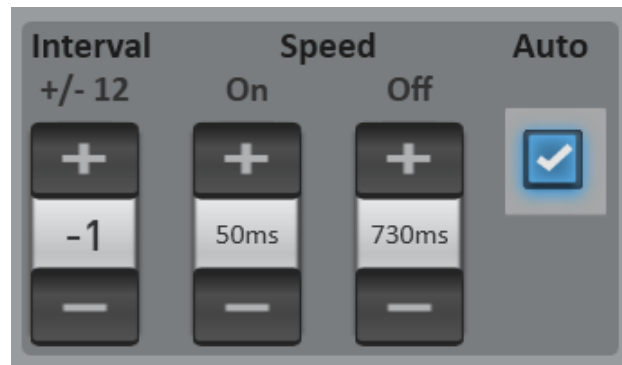 Interval Speed Auto
+/- 12 On Off
-1 50ms 730ms